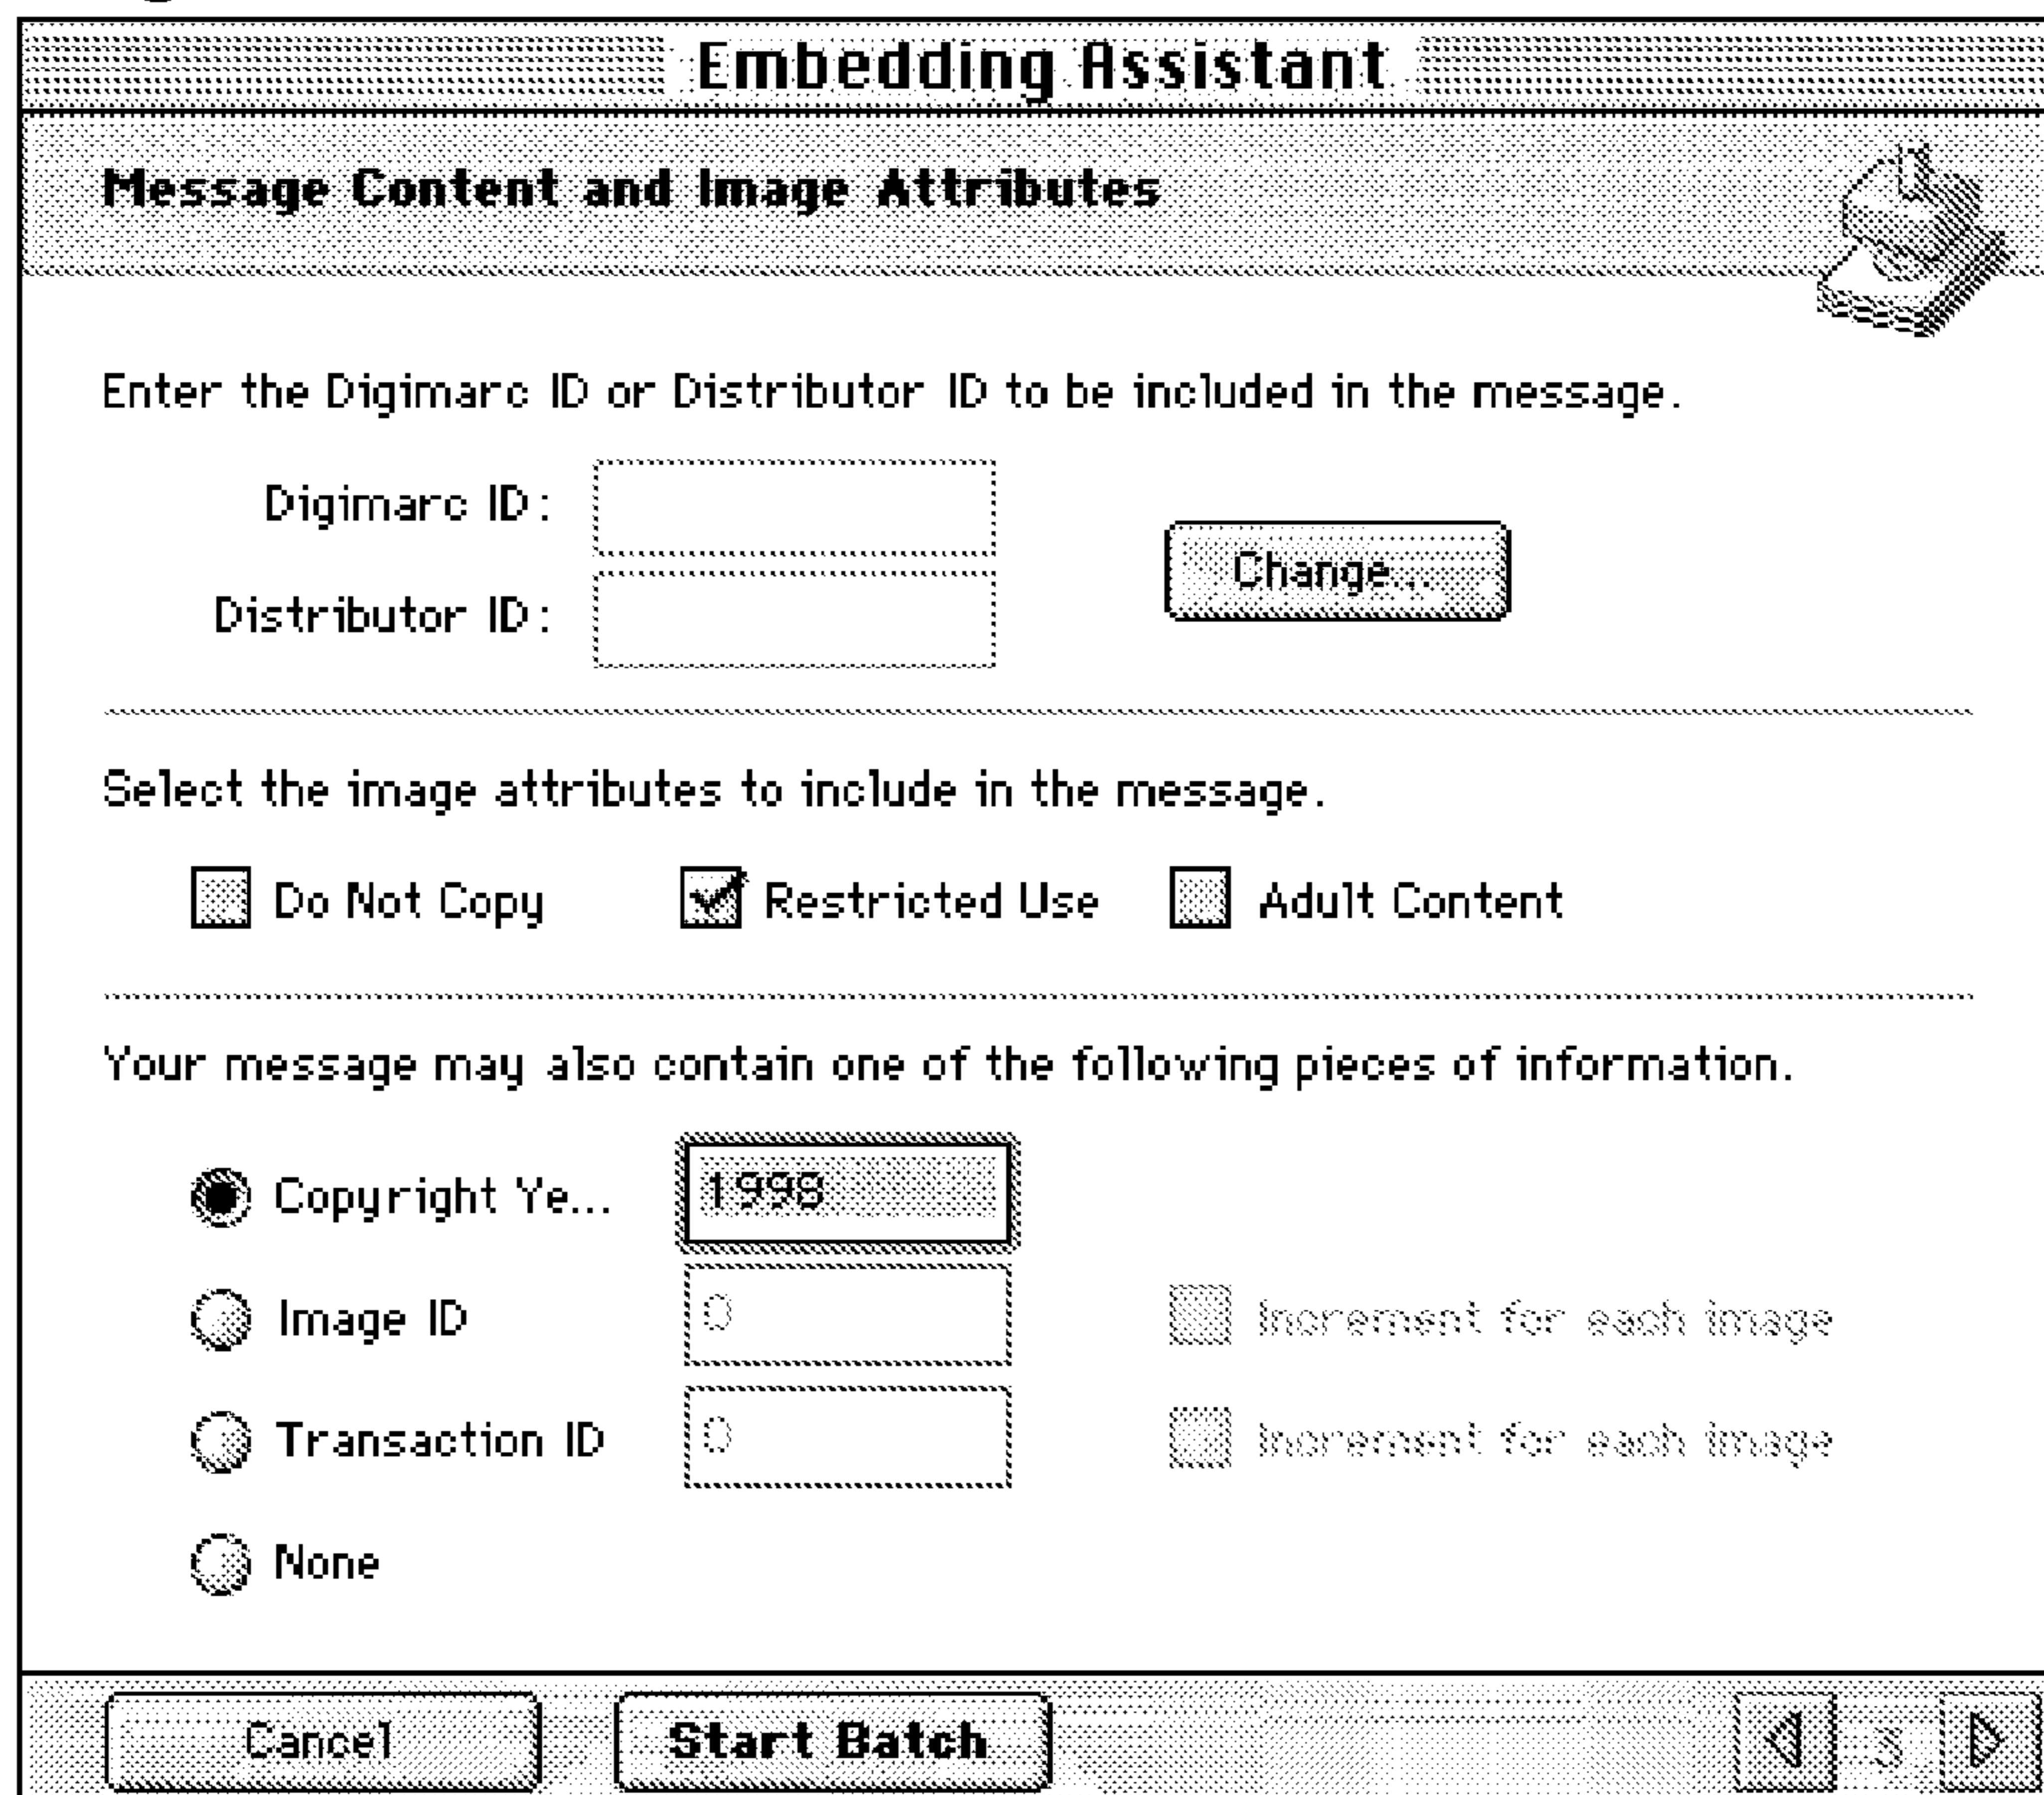 Embedding Assistant
Message Content and Image Attributes
Enter the Digimarc ID or Distributor ID to be included in the message.
Digimarc ID:
Change...
Distributor ID:
Select the image attributes to include in the message.
Do Not Copy Restricted Use Adult Content
Your message may also contain one of the following pieces of information.
Copyright Ye... 1998
Image ID 0 Increment for each image
Transaction ID 0 Increment for each image
None
Cancel Start Batch 3